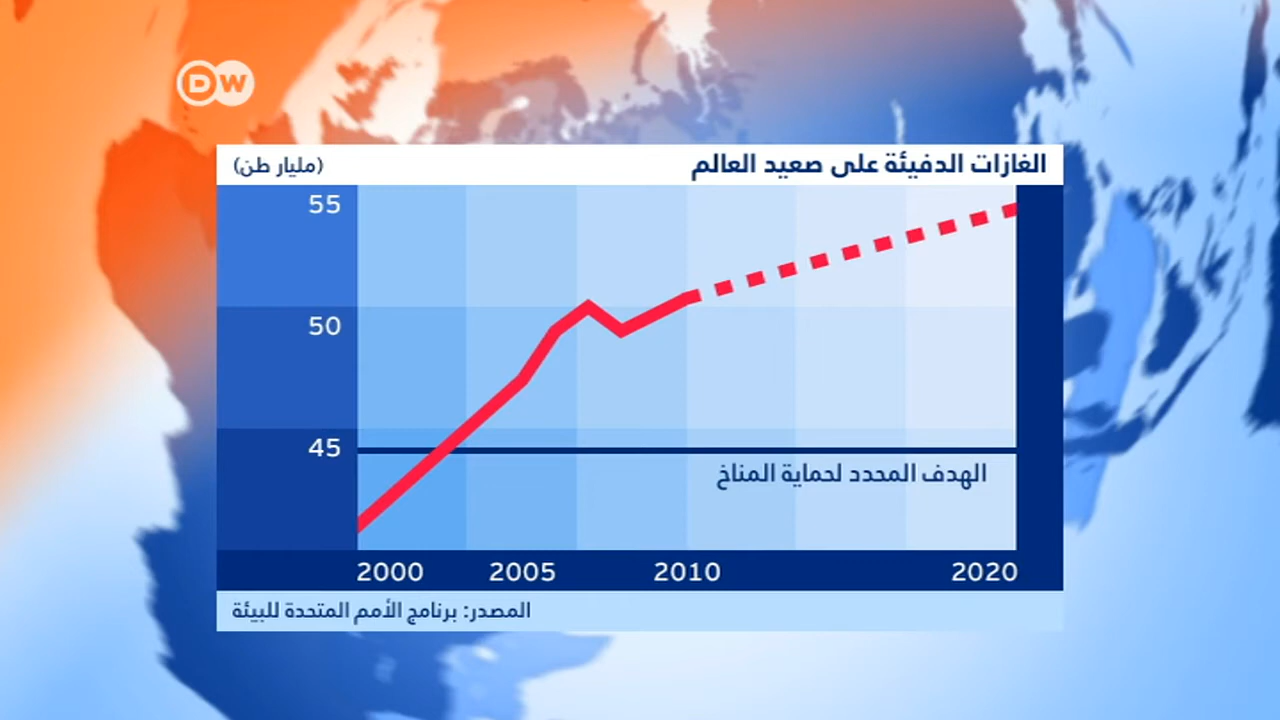 DW
الغازات الدفيئة على صعيد العالم
(مليار طن)
55
50
45
الهدف المحدد لحماية المناخ
2000 2005 2010 2020
المصدر: برنامج الأمم المتحدة للبيئة